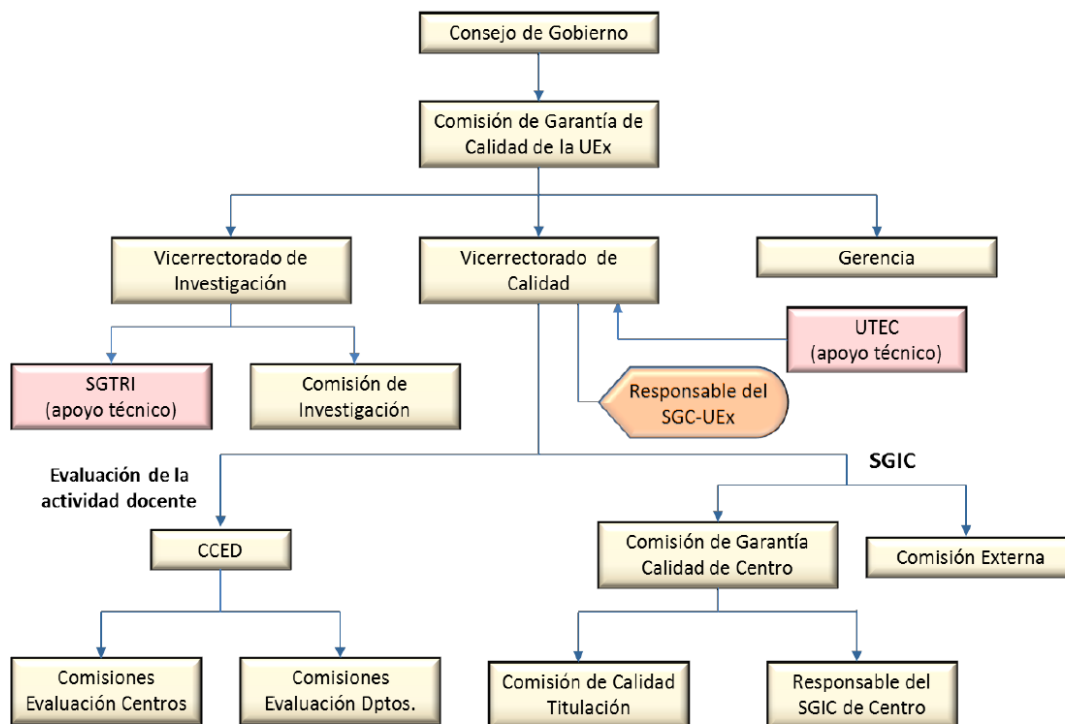 Consejo de Gobierno
Comisión de Garantía de
Calidad de la UEx
Vicerrectorado de
Investigación
Vicerrectorado de
Calidad
Gerencia
UTEC
(apoyo técnico)
SGTRI
(apoyo técnico)
Comisión de
Investigación
Responsable del
SGC-UEx
Evaluación de la
actividad docente
SGIC
CCED
Comisión de Garantía
Calidad de Centro
Comisión Externa
Comisiones
Evaluación Centros
Comisiones
Evaluación Dptos.
Comisión de Calidad
Titulación
Responsable del
SGIC de Centro